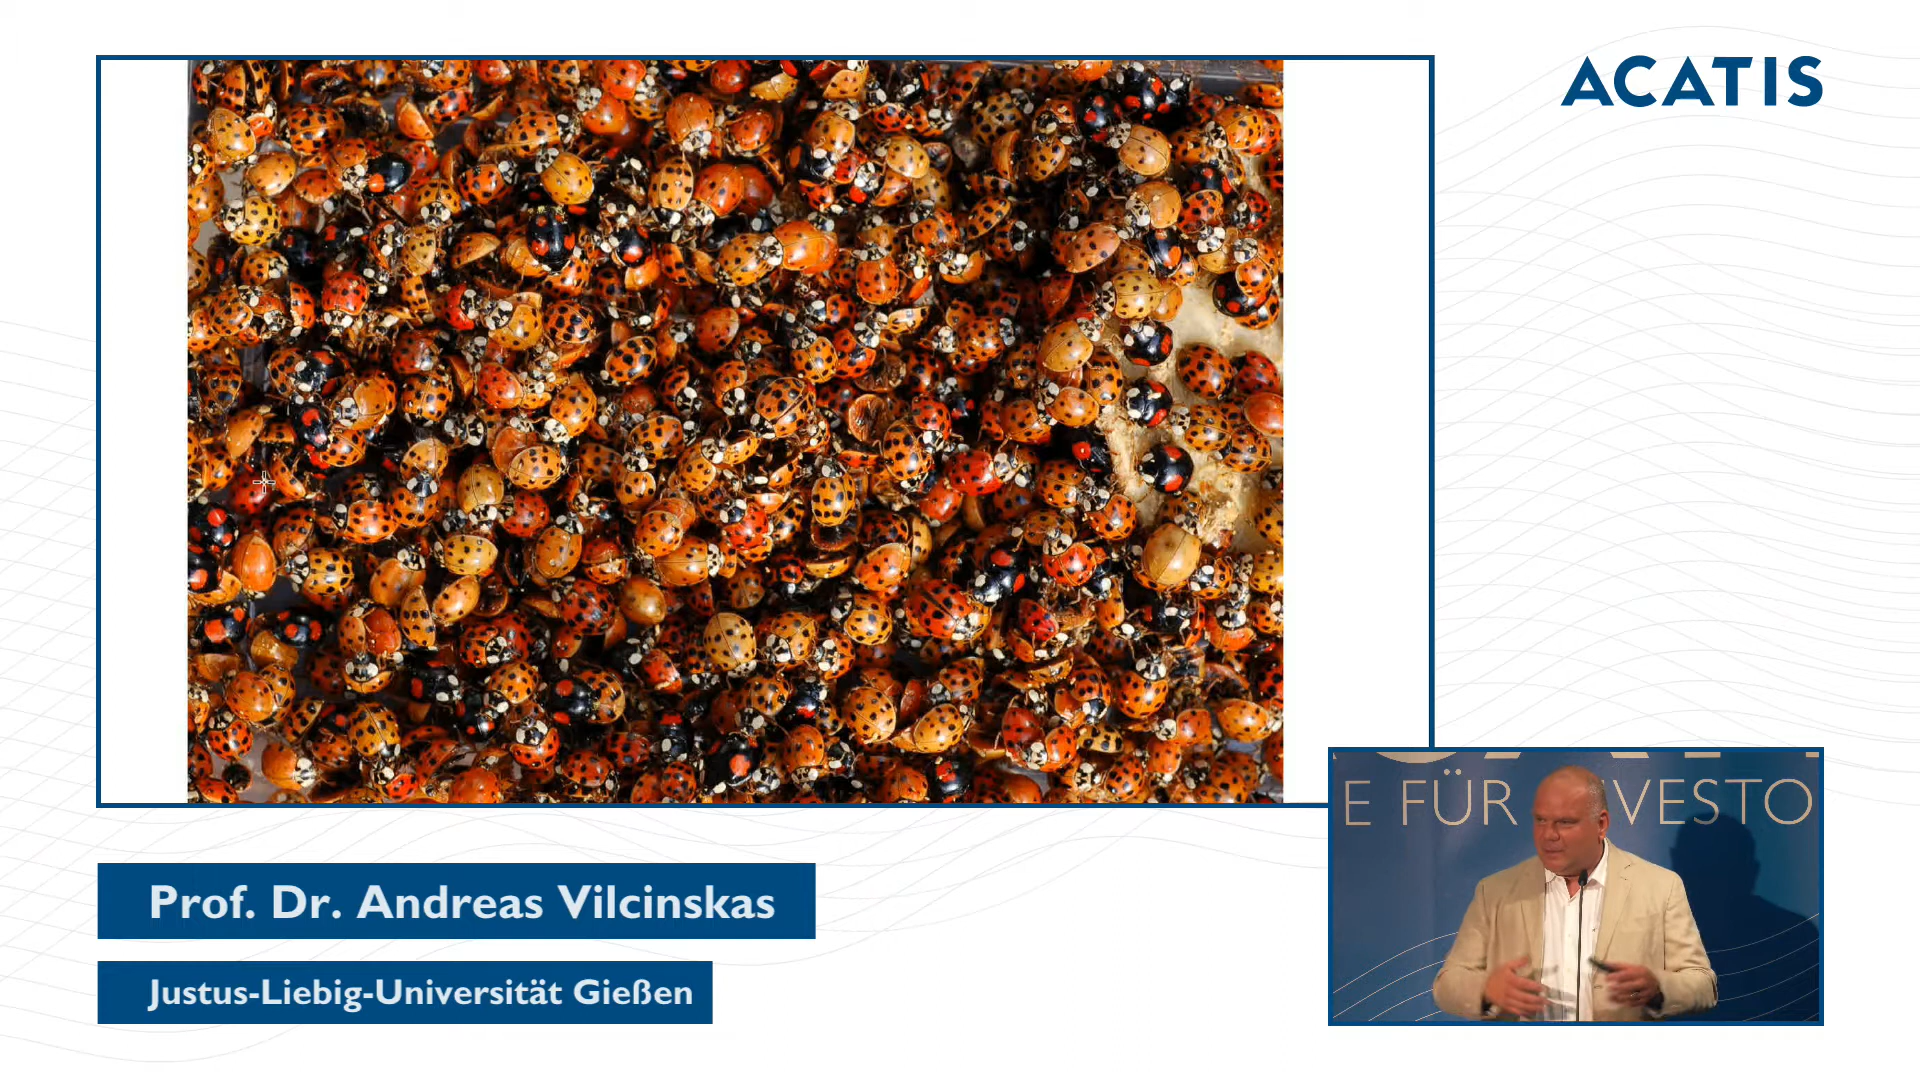 ACATIS
E FÜR
VESTO
Prof. Dr. Andreas Vilcinskas
Justus-Liebig-Universität Gießen